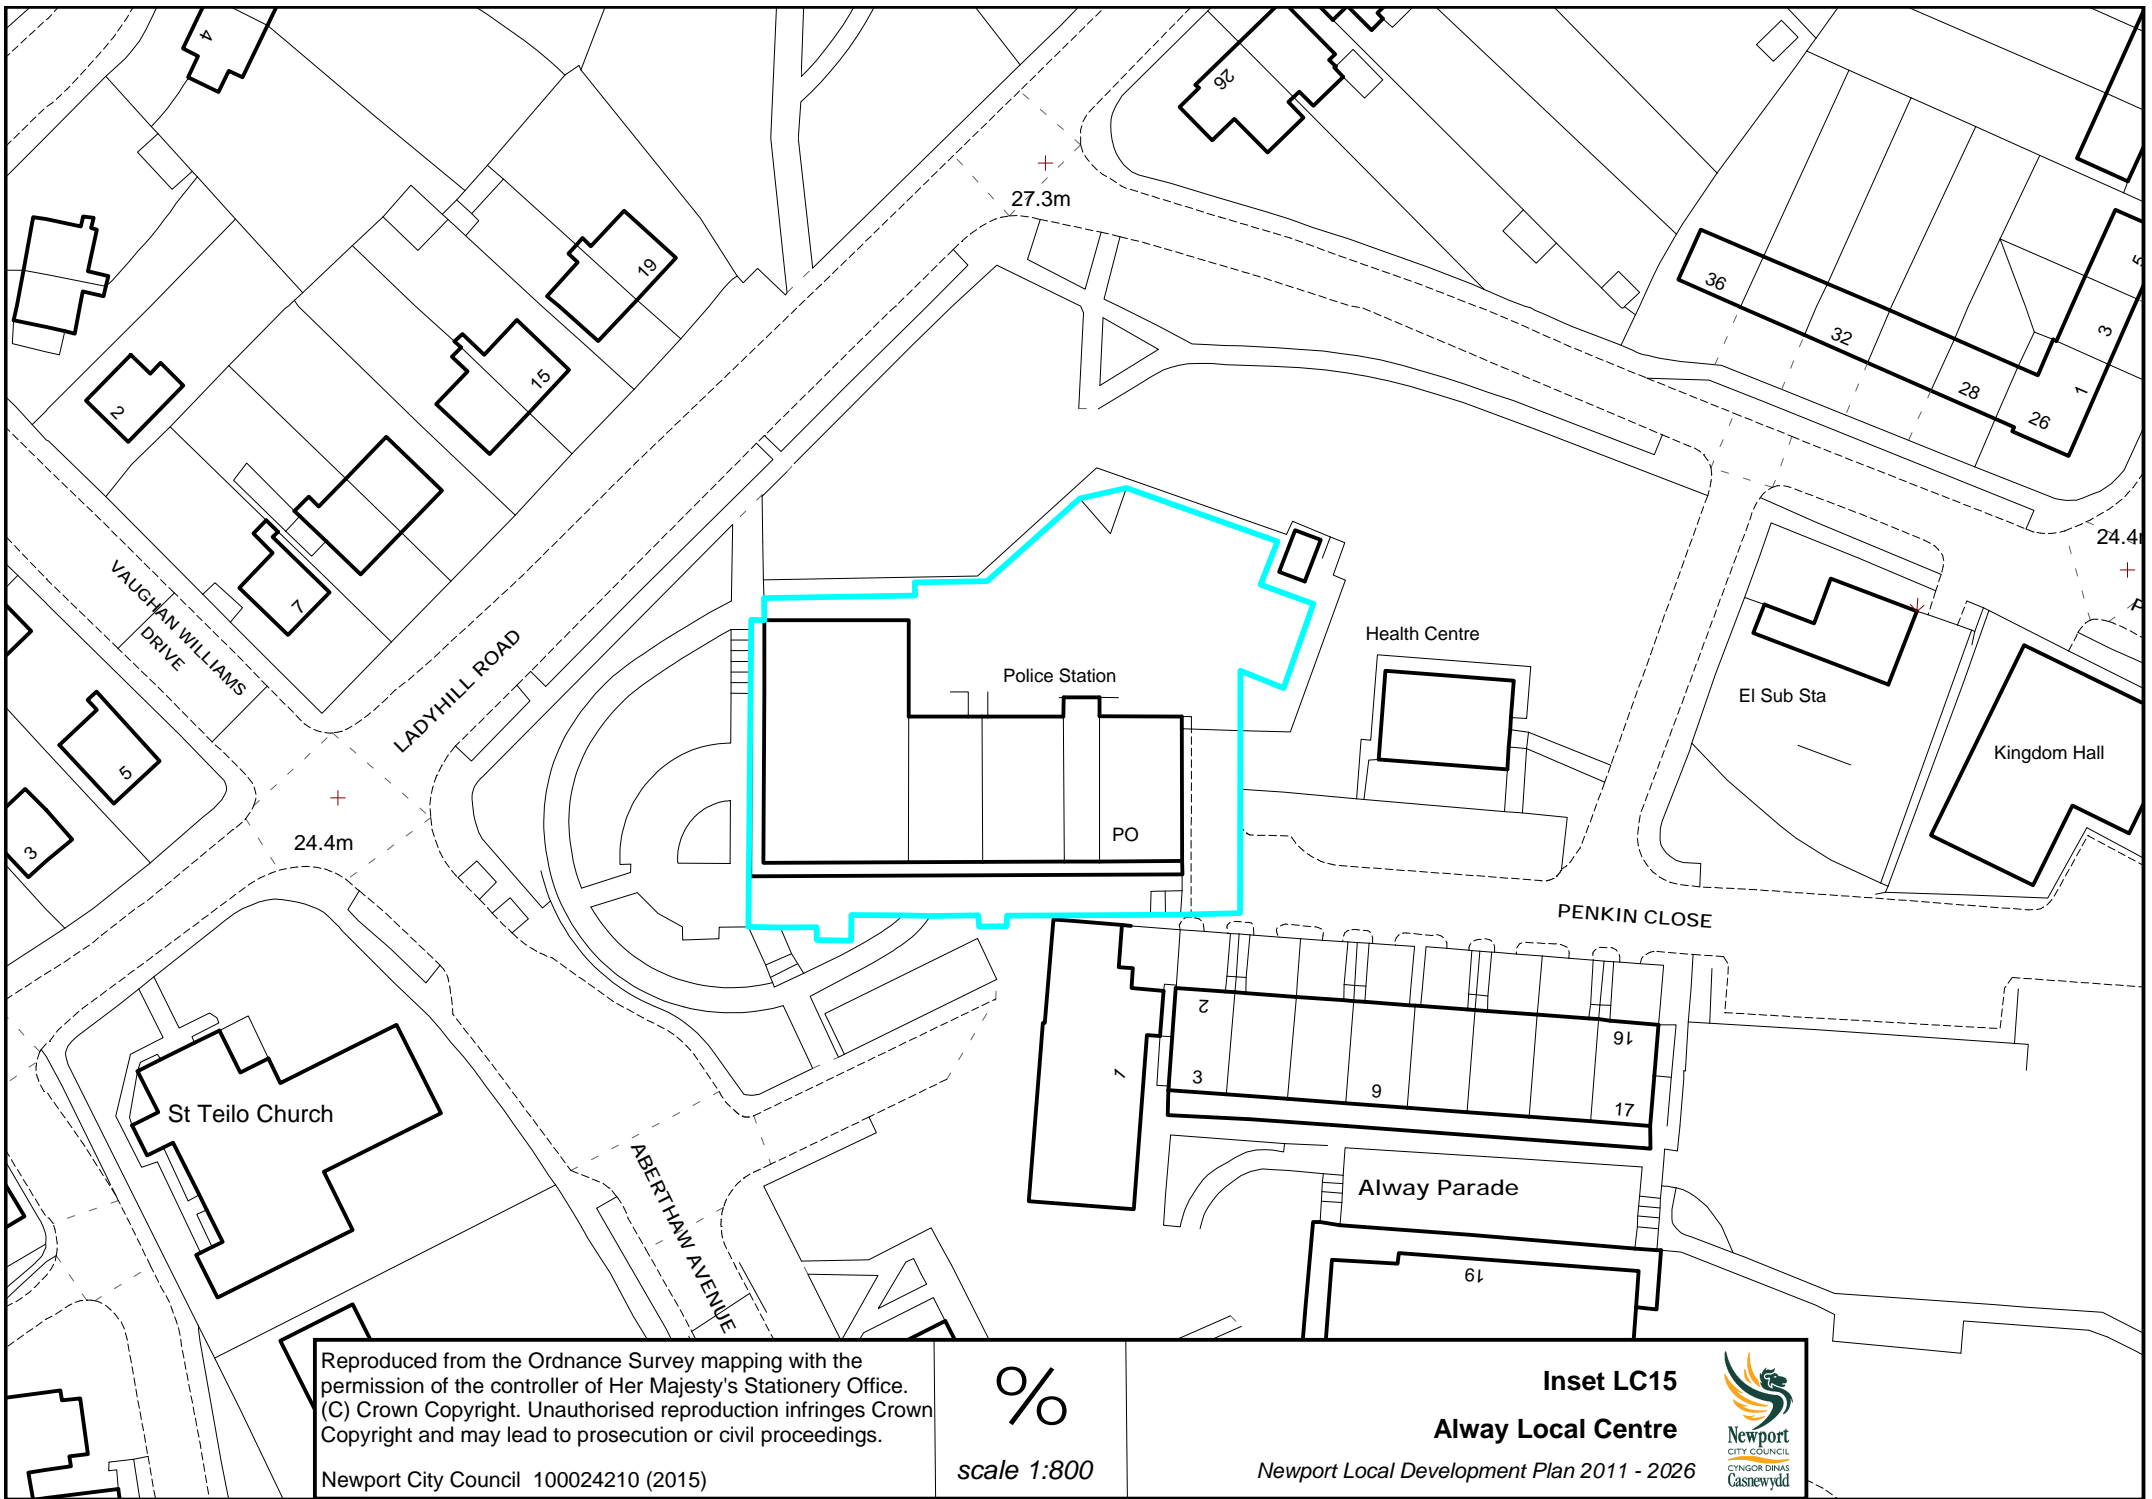 4
26
27.3m
19
36
32
28
26
1
3
5
15
2
7
24.4
VAUGHAN WILLIAMS
DRIVE
LADYHILL ROAD
Police Station
Health Centre
El Sub Sta
Kingdom Hall
5
3
24.4m
PO
PENKIN CLOSE
2
16
1
3
9
17
St Teilo Church
ABERTHAW AVENUE
Alway Parade
19
Reproduced from the Ordnance Survey mapping with the
permission of the controller of Her Majesty's Stationery Office.
(C) Crown Copyright. Unauthorised reproduction infringes Crown
Copyright and may lead to prosecution or civil proceedings.
Newport City Council 100024210 (2015)
%
scale 1:800
Inset LC15
Alway Local Centre
Newport Local Development Plan 2011 - 2026
Newport
CITY COUNCIL
CYNGOR DINAS
Casnewydd